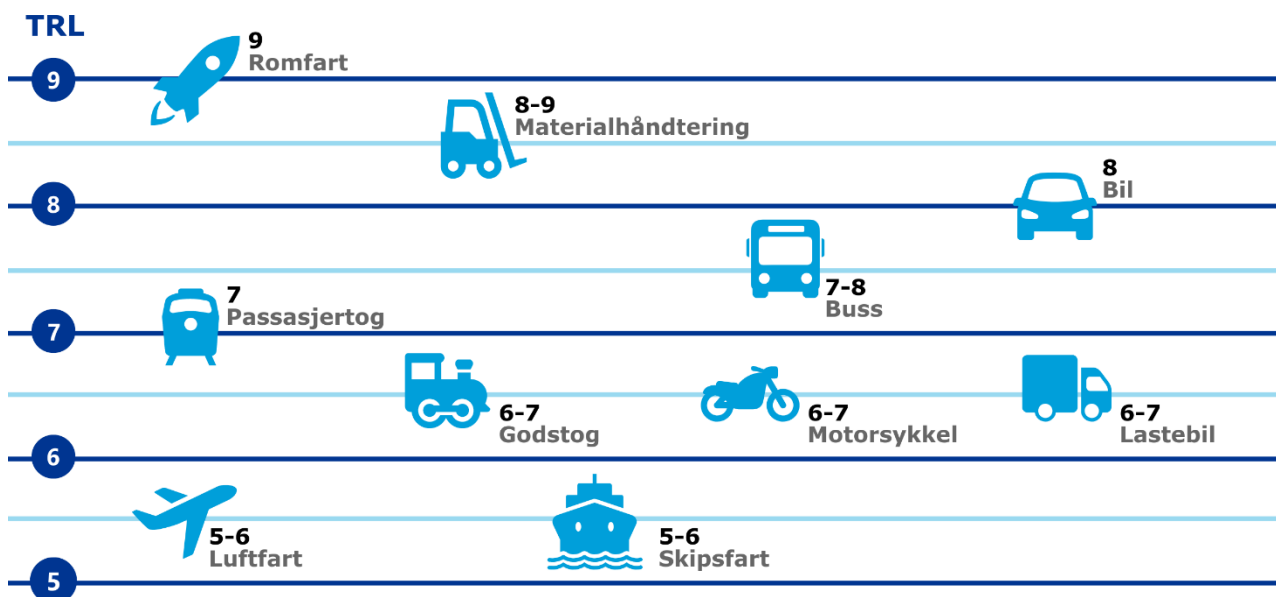 TRL
9
9
Romfart
8-9
Materialhåndtering
8
8
Bil
7-8
Buss
7
7
Passasjertog
6-7
Godstog
6-7
Motorsykkel
6-7
Lastebil
6
5-6
Luftfart
5-6
Skipsfart
5